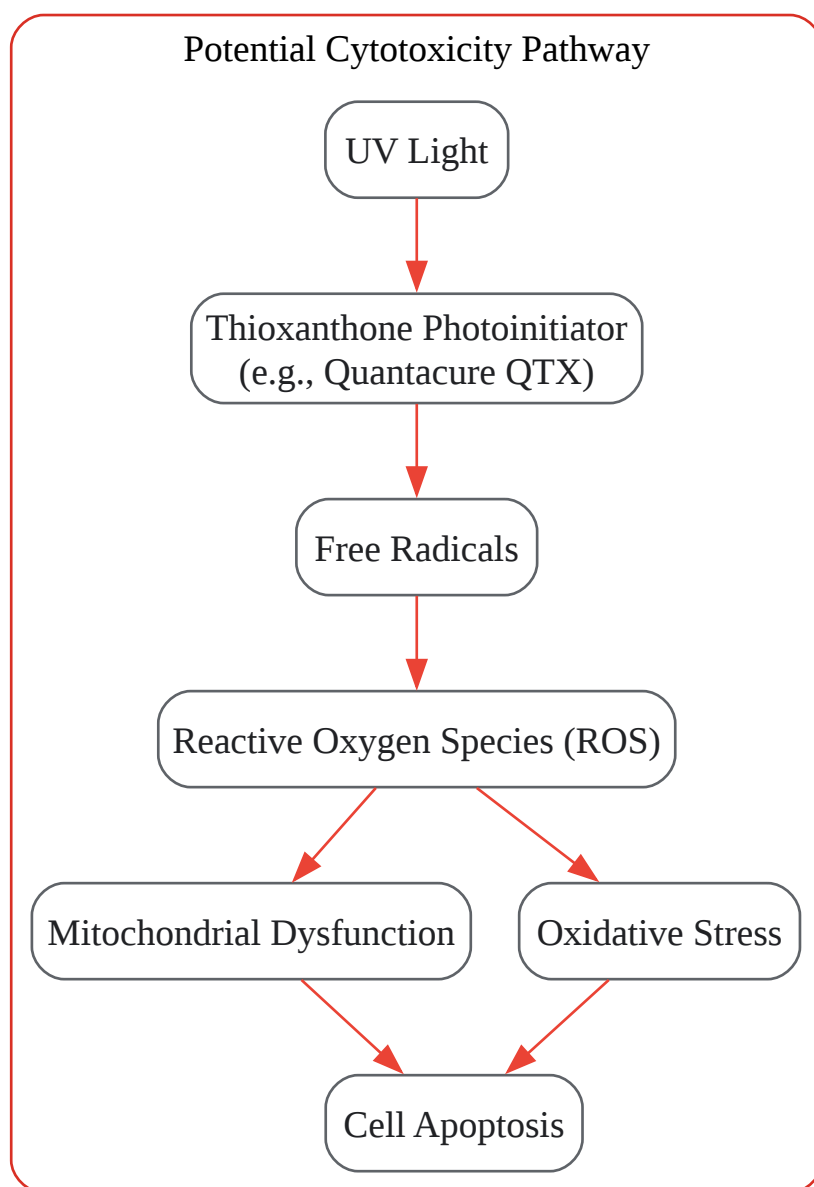 Potential Cytotoxicity Pathway
UV Light
Thioxanthone Photoinitiator
(e.g., Quantacure QTX)
Free Radicals
Reactive Oxygen Species (ROS)
Mitochondrial Dysfunction
Oxidative Stress
Cell Apoptosis